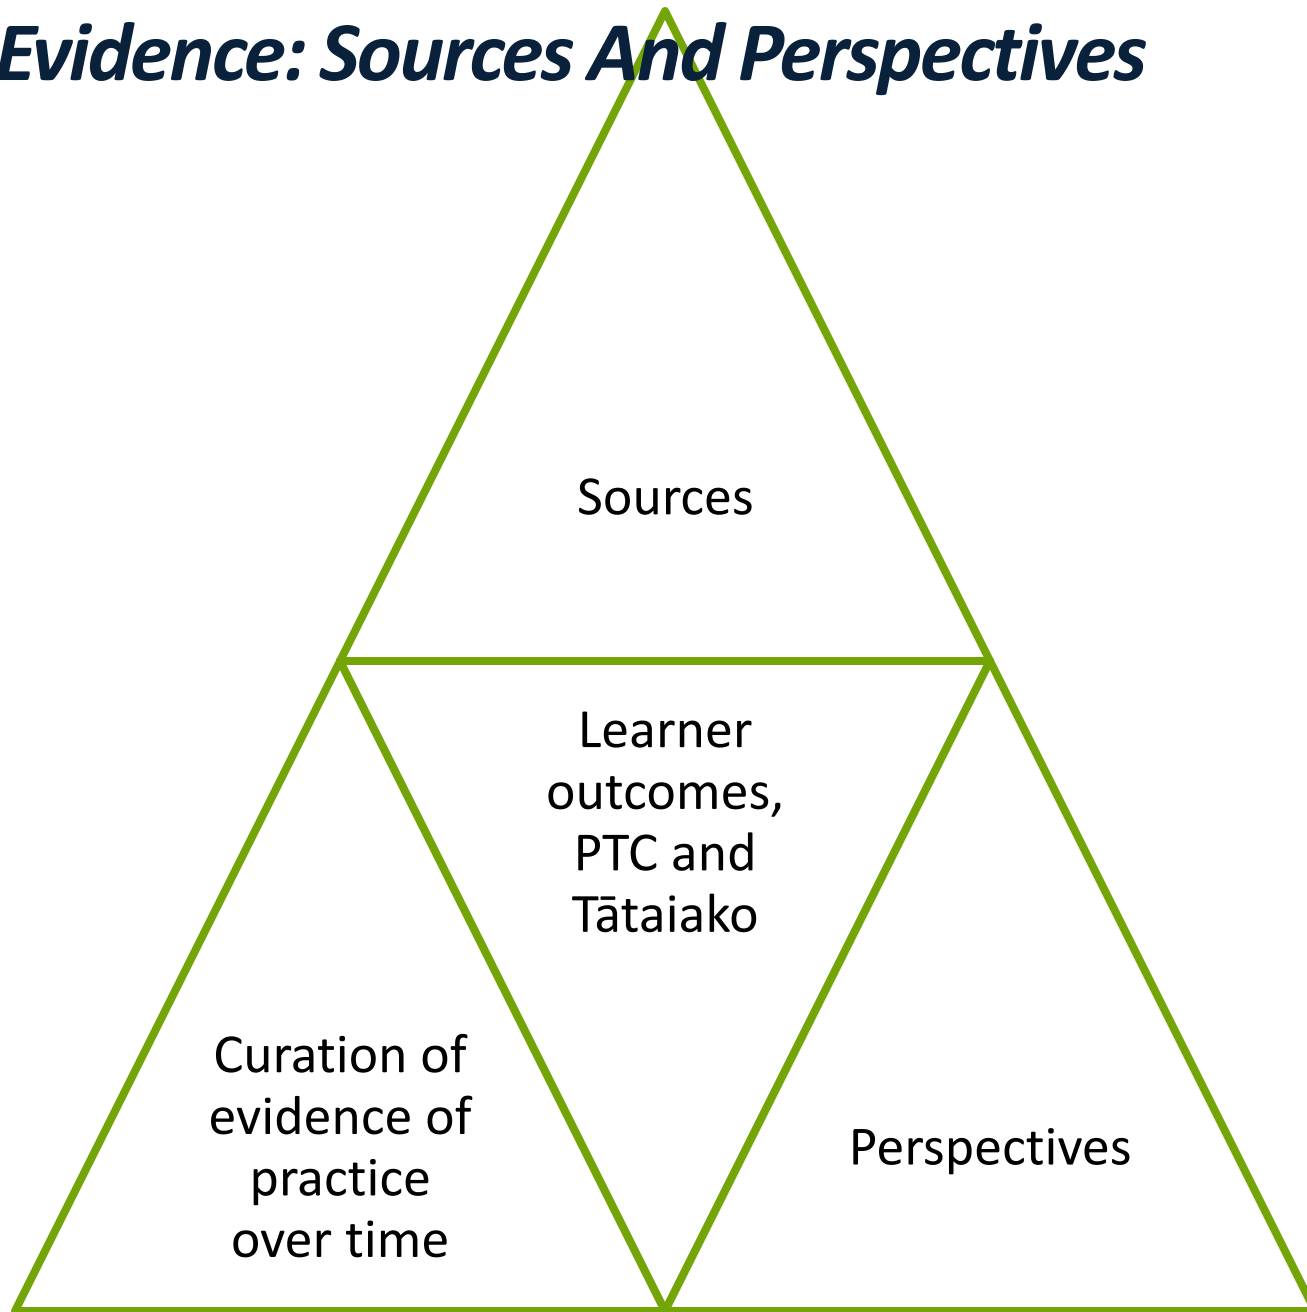 Evidence: Sources And Perspectives
Sources
Learner
outcomes,
PTC and
Tātaiako
Curation of
evidence of
practice
over time
Perspectives